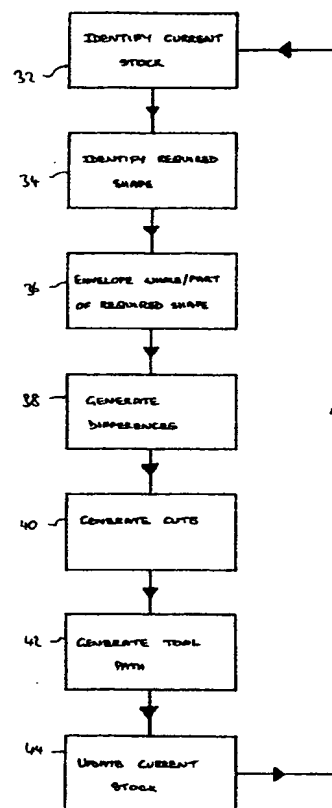 IDENTIFY CURRENT
STOCK
32
IDENTIFY REQUIRED
SHAPE
34
ENVELOPE WHOLE/PART
OF REQUIRED SHAPE
36
GENERATE
DIFFERENCES
38
GENERATE CUTS
40
GENERATE TOOL
PATH
42
UPDATE CURRENT
STOCK
44